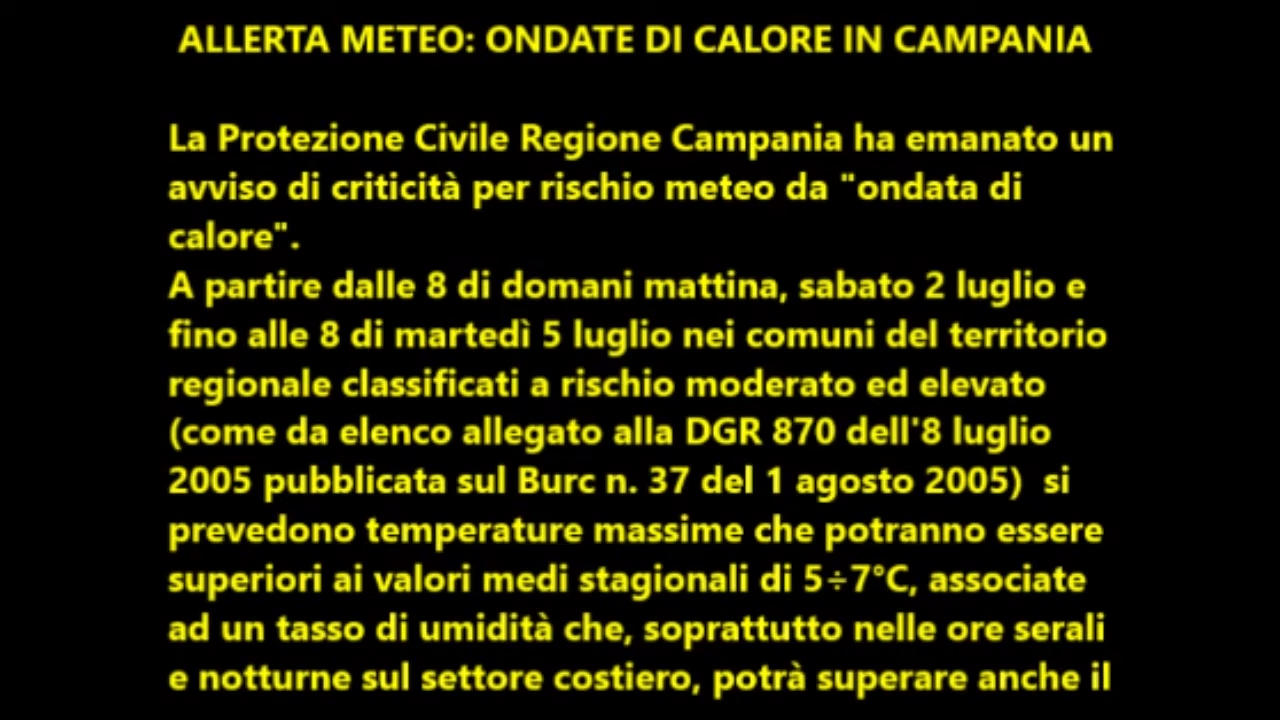 ALLERTA METEO: ONDATE DI CALORE IN CAMPANIA
La Protezione Civile Regione Campania ha emanato un
avviso di criticità per rischio meteo da "ondata di
calore".
A partire dalle 8 di domani mattina, sabato 2 luglio e
fino alle 8 di martedì 5 luglio nei comuni del territorio
regionale classificati a rischio moderato ed elevato
(come da elenco allegato alla DGR 870 dell'8 luglio
2005 pubblicata sul Burc n. 37 del 1 agosto 2005)  si
prevedono temperature massime che potranno essere
superiori ai valori medi stagionali di 5÷7°C, associate
ad un tasso di umidità che, soprattutto nelle ore serali
e notturne sul settore costiero, potrà superare anche il